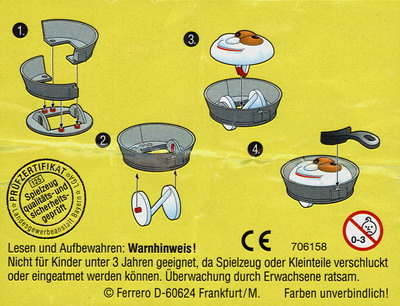 1.
3.
2.
4.
PRÜFZERTIFIKAT
LGA
Spielzeug
qualitäts- und
sicherheits-
geprüft
Landesgewerbeanstalt Bayern
CE
706158
0-3
Lesen und Aufbewahren: Warnhinweis!
Nicht für Kinder unter 3 Jahren geeignet, da Spielzeug oder Kleinteile verschluckt
oder eingeatmet werden können. Überwachung durch Erwachsene ratsam.
© Ferrero D-60624 Frankfurt/M. Farben unverbindlich!